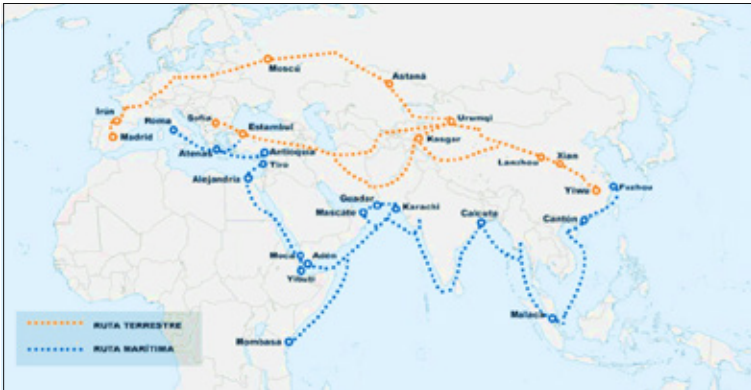 Moscú
Astaná
Irún
Madrid
Roma
Sofia
Estambul
Urumqi
Kasgar
Atenas
Antioquía
Tiro
Alejandría
Lanzhou
Xian
Yiwu
Fuzhou
Guadar
Mascate
Karachi
Calcuta
Cantón
Moca
Adén
Yibuti
Malaca
Mombasa
RUTA TERRESTRE
RUTA MARÍTIMA